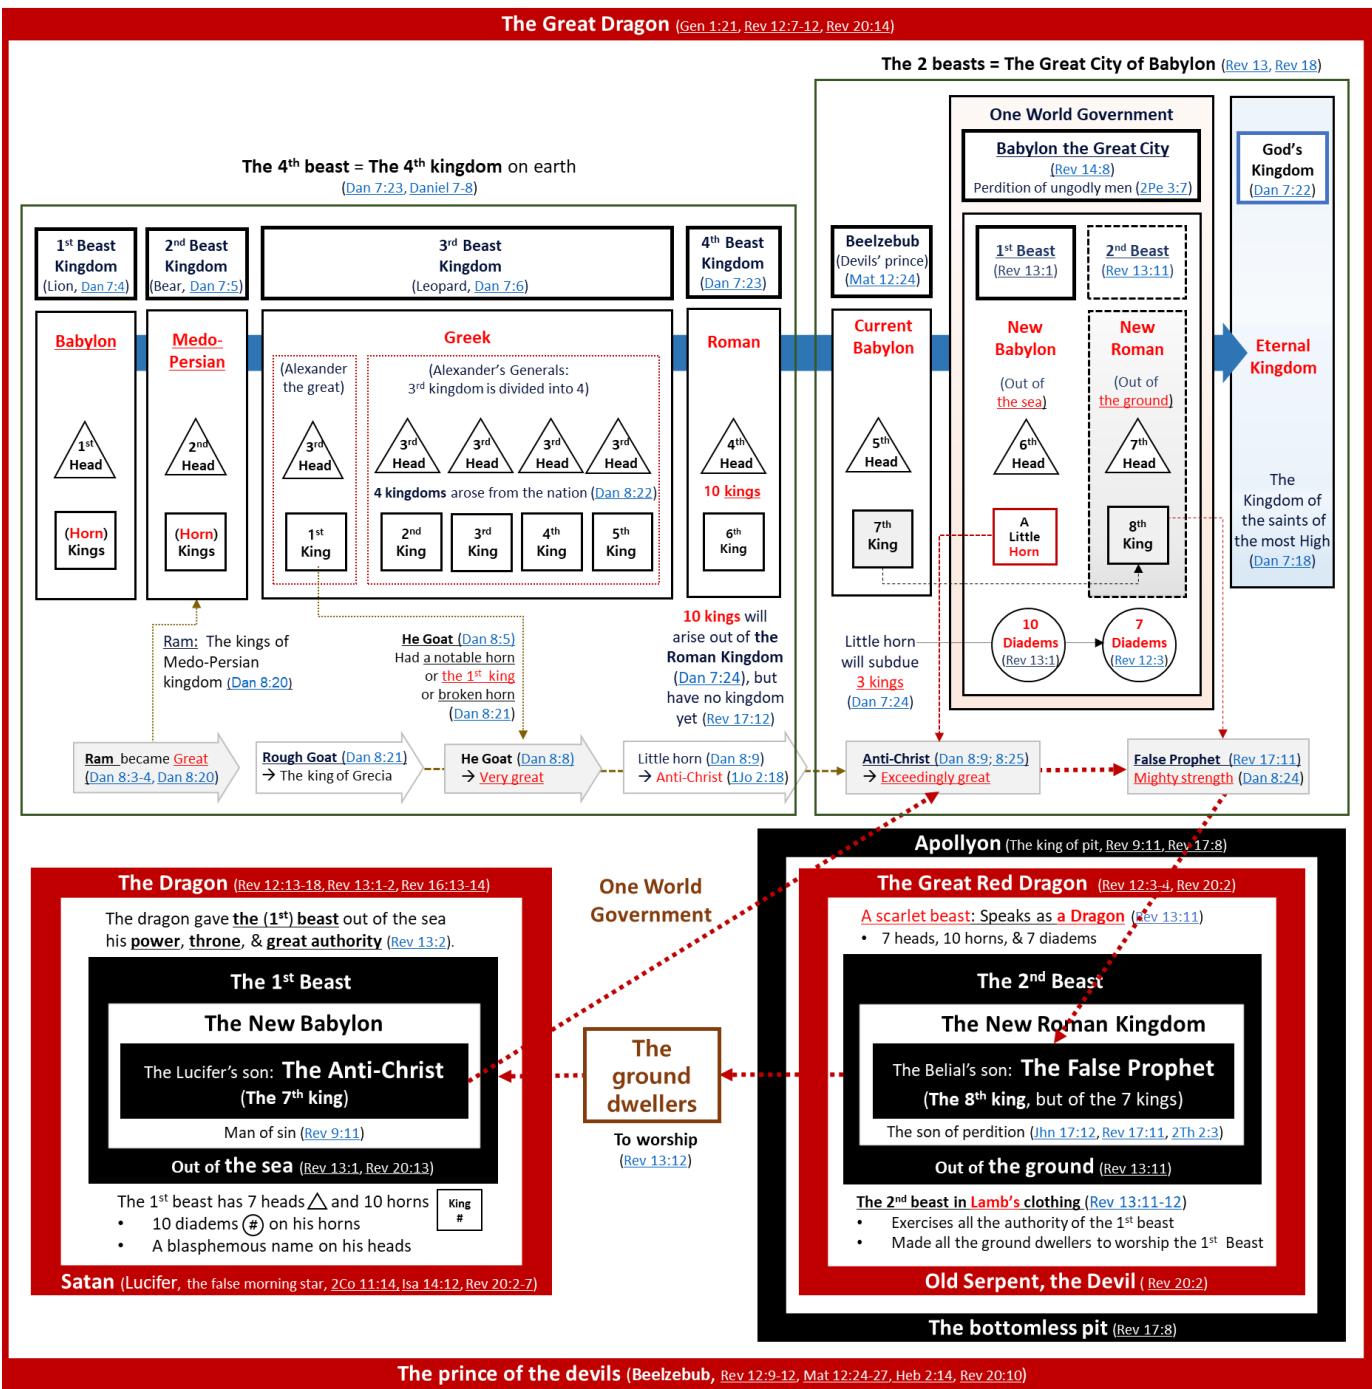 The Great Dragon (Gen 1:21, Rev 12:7-12, Rev 20:14)
The 2 beasts = The Great City of Babylon (Rev 13, Rev 18)
The 4th beast = The 4th kingdom on earth
(Dan 7:23, Daniel 7-8)
1st Beast
Kingdom
(Lion, Dan 7:4)
2nd Beast
Kingdom
(Bear, Dan 7:5)
3rd Beast
Kingdom
(Leopard, Dan 7:6)
4th Beast
Kingdom
(Dan 7:23)
Beelzebub
(Devils' prince)
(Mat 12:24)
One World Government
Babylon the Great City
(Rev 14:8)
Perdition of ungodly men (2Pe 3:7)
1st Beast
(Rev 13:1)
2nd Beast
(Rev 13:11)
God's
Kingdom
(Dan 7:22)
Babylon
1st
Head
(Horn)
Kings
Medo-
Persian
2nd
Head
(Horn)
Kings
Greek
(Alexander
the great)
3rd
Head
1st
King
(Alexander's Generals:
3rd kingdom is divided into 4)
3rd
Head
3rd
Head
3rd
Head
3rd
Head
4 kingdoms arose from the nation (Dan 8:22)
2nd
King
3rd
King
4th
King
5th
King
Roman
4th
Head
10 kings
6th
King
Current
Babylon
5th
Head
7th
King
New
Babylon
(Out of
the sea)
6th
Head
A
Little
Horn
10
Diadems
(Rev 13:1)
New
Roman
(Out of
the ground)
7th
Head
8th
King
7
Diadems
(Rev 12:3)
Eternal
Kingdom
The
Kingdom of
the saints of
the most High
(Dan 7:18)
Ram: The kings of
Medo-Persian
kingdom (Dan 8:20)
He Goat (Dan 8:5)
Had a notable horn
or the 1st king
or broken horn
(Dan 8:21)
10 kings will
arise out of the
Roman Kingdom
(Dan 7:24), but
have no kingdom
yet (Rev 17:12)
Little horn
will subdue
3 kings
(Dan 7:24)
Ram became Great
(Dan 8:3-4, Dan 8:20)
Rough Goat (Dan 8:21)
→ The king of Grecia
He Goat (Dan 8:8)
→ Very great
Little horn (Dan 8:9)
→ Anti-Christ (1Jo 2:18)
Anti-Christ (Dan 8:9; 8:25)
→ Exceedingly great
False Prophet (Rev 17:11)
Mighty strength (Dan 8:24)
The Dragon (Rev 12:13-18, Rev 13:1-2, Rev 16:13-14)
The dragon gave the (1st) beast out of the sea
his power, throne, & great authority (Rev 13:2).
The 1st Beast
The New Babylon
The Lucifer's son: The Anti-Christ
(The 7th king)
Man of sin (Rev 9:11)
Out of the sea (Rev 13:1, Rev 20:13)
The 1st beast has 7 heads and 10 horns
King
#
• 10 diadems (#) on his horns
• A blasphemous name on his heads
Satan (Lucifer, the false morning star, 2Co 11:14, Isa 14:12, Rev 20:2-7)
One World
Government
The
ground
dwellers
To worship
(Rev 13:12)
Apollyon (The king of pit, Rev 9:11, Rev 17:8)
The Great Red Dragon (Rev 12:3-4, Rev 20:2)
A scarlet beast: Speaks as a Dragon (Rev 13:11)
• 7 heads, 10 horns, & 7 diadems
The 2nd Beast
The New Roman Kingdom
The Belial's son: The False Prophet
(The 8th king, but of the 7 kings)
The son of perdition (Jhn 17:12, Rev 17:11, 2Th 2:3)
Out of the ground (Rev 13:11)
The 2nd beast in Lamb's clothing (Rev 13:11-12)
• Exercises all the authority of the 1st beast
• Made all the ground dwellers to worship the 1st Beast
Old Serpent, the Devil ( Rev 20:2)
The bottomless pit (Rev 17:8)
The prince of the devils (Beelzebub, Rev 12:9-12, Mat 12:24-27, Heb 2:14, Rev 20:10)